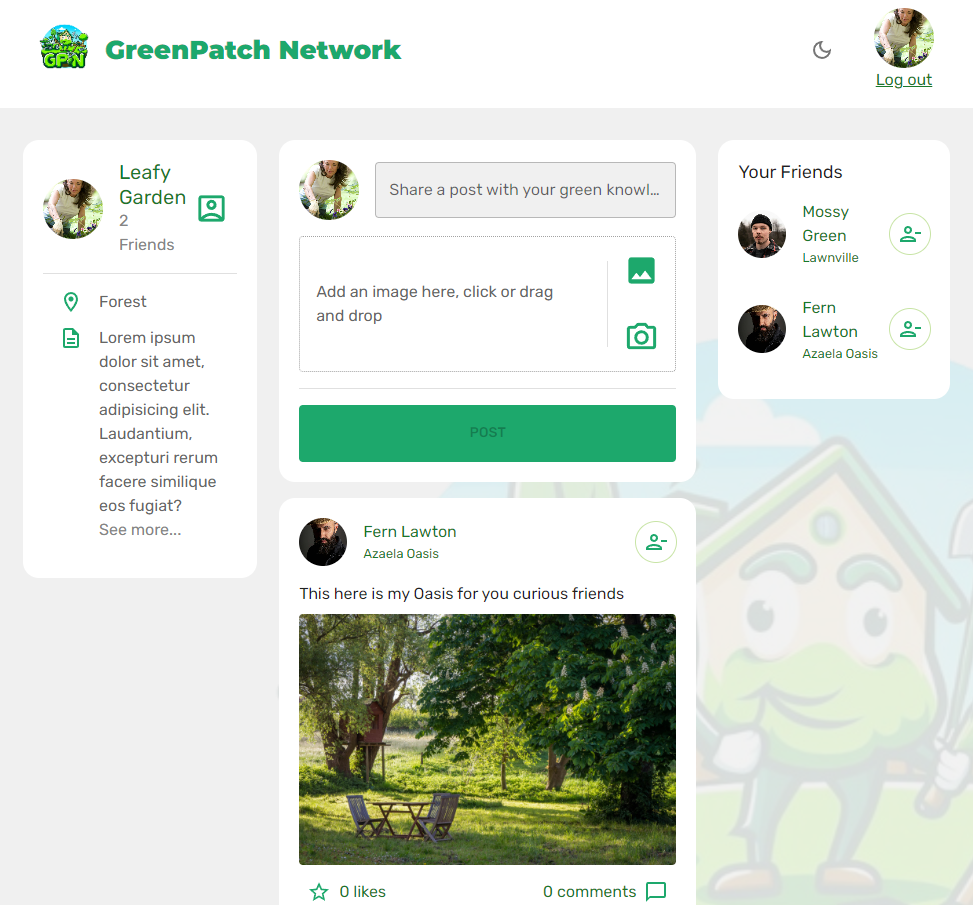 GPN
GreenPatch Network
Log out
Leafy
Garden
2
Friends
Forest
Lorem ipsum
dolor sit amet,
consectetur
adipisicing elit.
Laudantium,
excepturi rerum
facere similique
eos fugiat?
See more...
Share a post with your green knowl...
Add an image here, click or drag
and drop
POST
Fern Lawton
Azaela Oasis
This here is my Oasis for you curious friends
0 likes
0 comments
Your Friends
Mossy
Green
Lawnville
Fern
Lawton
Azaela Oasis